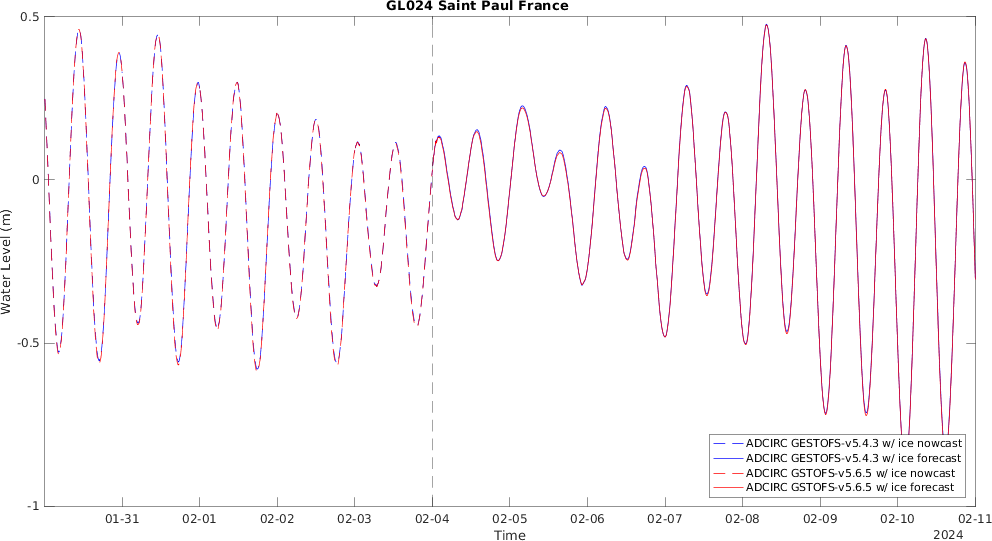 GL024 Saint Paul France
0.5
0
-0.5
-1
Water Level (m)
01-31 02-01 02-02 02-03 02-04 02-05 02-06 02-07 02-08 02-09 02-10 02-11
Time
2024
ADCIRC GESTOFS-v5.4.3 w/ ice nowcast
ADCIRC GESTOFS-v5.4.3 w/ ice forecast
ADCIRC GSTOFS-v5.6.5 w/ ice nowcast
ADCIRC GSTOFS-v5.6.5 w/ ice forecast